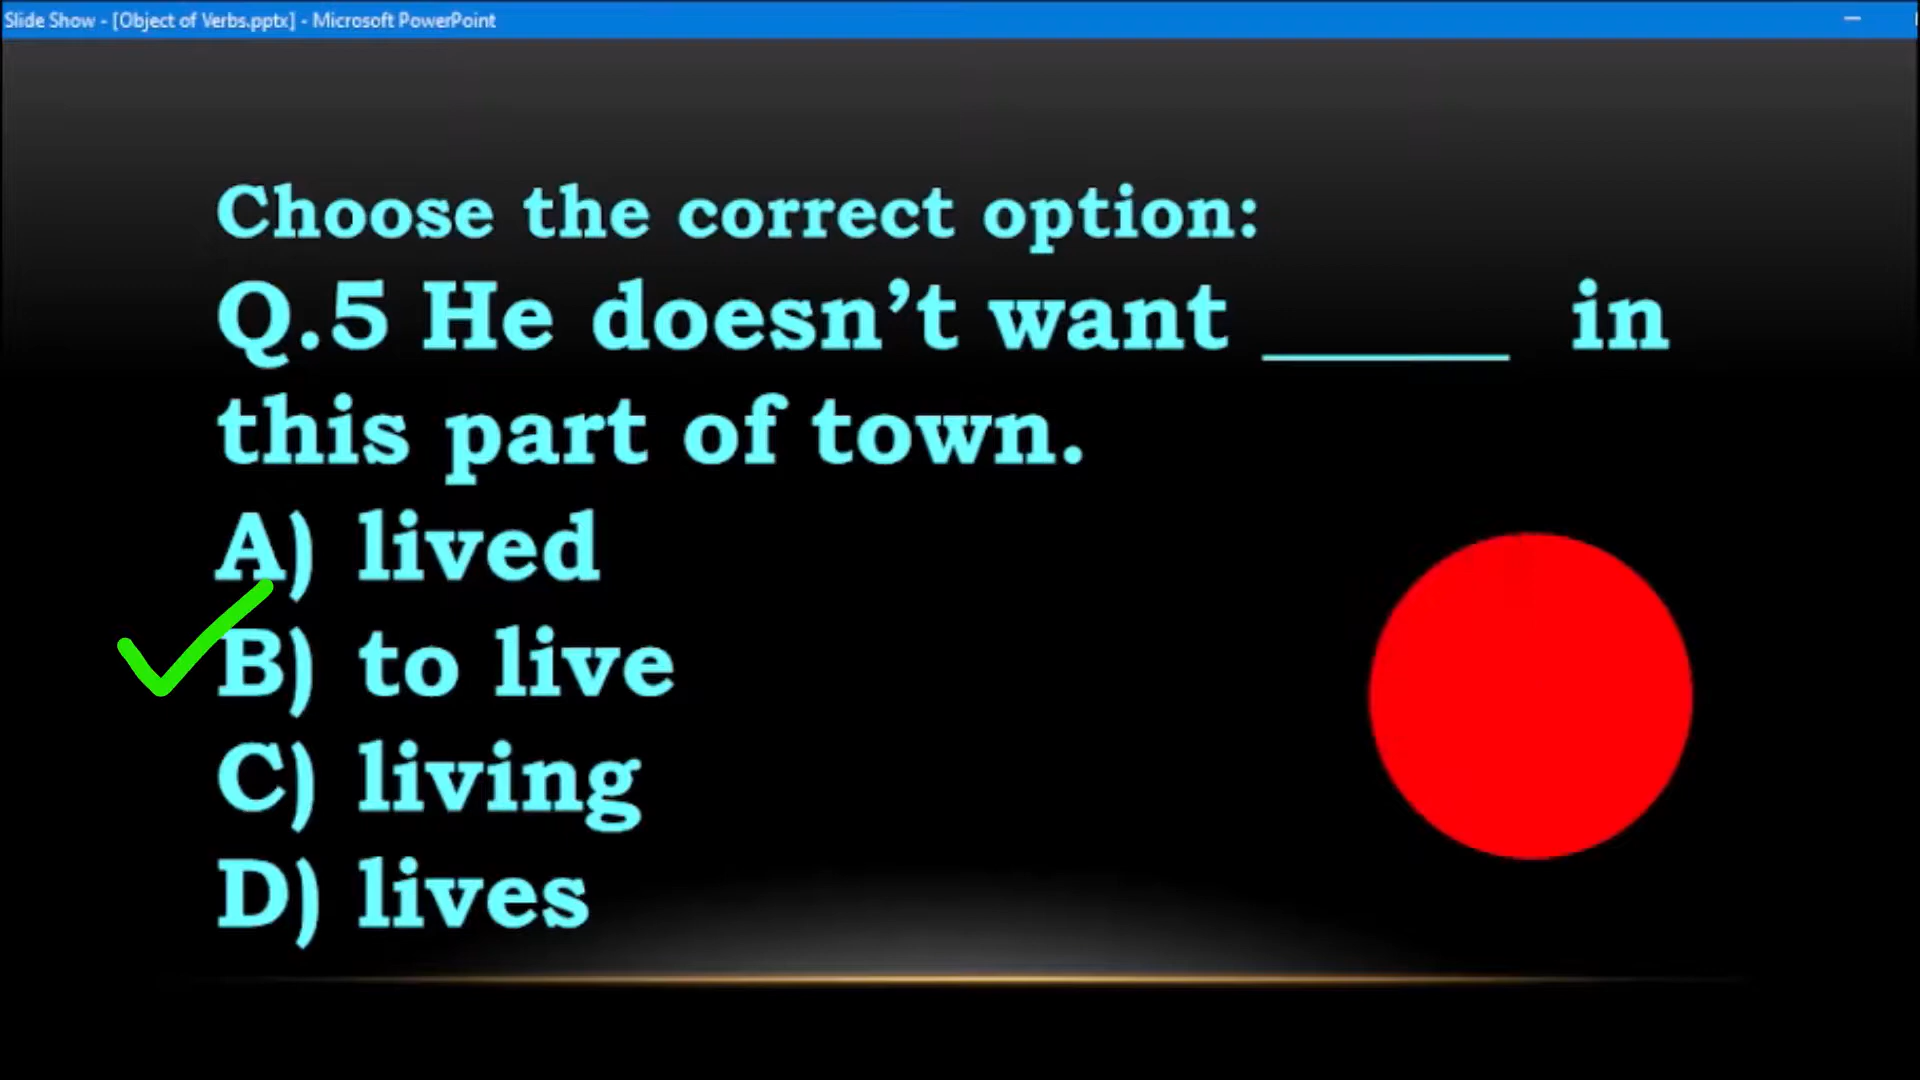 Slide Show - [Object of Verbs.pptx] - Microsoft PowerPoint
Choose the correct option:
Q.5 He doesn’t want _____ in
this part of town.
A) lived
B) to live
C) living
D) lives